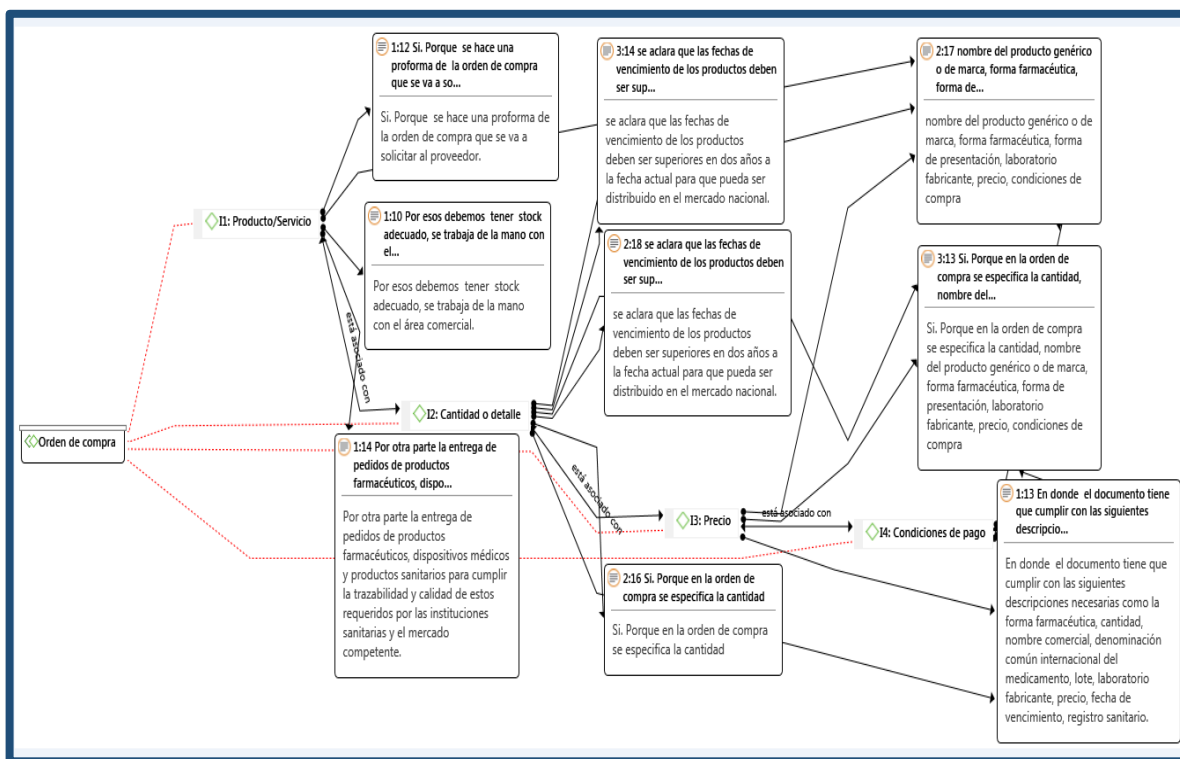 1:12 Si. Porque  se hace una
proforma de  la orden de compra
que se va a so...
Si. Porque  se hace una proforma de
la orden de compra que se va a
solicitar al proveedor.
3:14 se aclara que las fechas de
vencimiento de los productos deben
ser sup...
se aclara que las fechas de
vencimiento de los productos
deben ser superiores en dos años a
la fecha actual para que pueda ser
distribuido en el mercado nacional.
2:17 nombre del producto genérico
o de marca, forma farmacéutica,
forma de...
nombre del producto genérico o de
marca, forma farmacéutica, forma
de presentación, laboratorio
fabricante, precio, condiciones de
compra
I1: Producto/Servicio
1:10 Por esos debemos  tener  stock
adecuado, se trabaja de la mano con
el...
Por esos debemos  tener  stock
adecuado, se trabaja de la mano
con el área comercial.
2:18 se aclara que las fechas de
vencimiento de los productos deben
ser sup...
se aclara que las fechas de
vencimiento de los productos
deben ser superiores en dos años a
la fecha actual para que pueda ser
distribuido en el mercado nacional.
3:13 Si. Porque en la orden de
compra se especifica la cantidad,
nombre del...
Si. Porque en la orden de compra
se especifica la cantidad, nombre
del producto genérico o de marca,
forma farmacéutica, forma de
presentación, laboratorio
fabricante, precio, condiciones de
compra
está asociado con
I2: Cantidad o detalle
Orden de compra
1:14 Por otra parte la entrega de
pedidos de productos
farmacéuticos, dispo...
Por otra parte la entrega de
pedidos de productos
farmacéuticos, dispositivos médicos
y productos sanitarios para cumplir
la trazabilidad y calidad de estos
requeridos por las instituciones
sanitarias y el mercado
competente.
está asociado con
I3: Precio
está asociado con
I4: Condiciones de pago
2:16 Si. Porque en la orden de
compra se especifica la cantidad
Si. Porque en la orden de compra
se especifica la cantidad
1:13 En donde  el documento tiene
que cumplir con las siguientes
descripcio...
En donde  el documento tiene que
cumplir con las siguientes
descripciones necesarias como la
forma farmacéutica, cantidad,
nombre comercial, denominación
común internacional del
medicamento, lote, laboratorio
fabricante, precio, fecha de
vencimiento, registro sanitario.